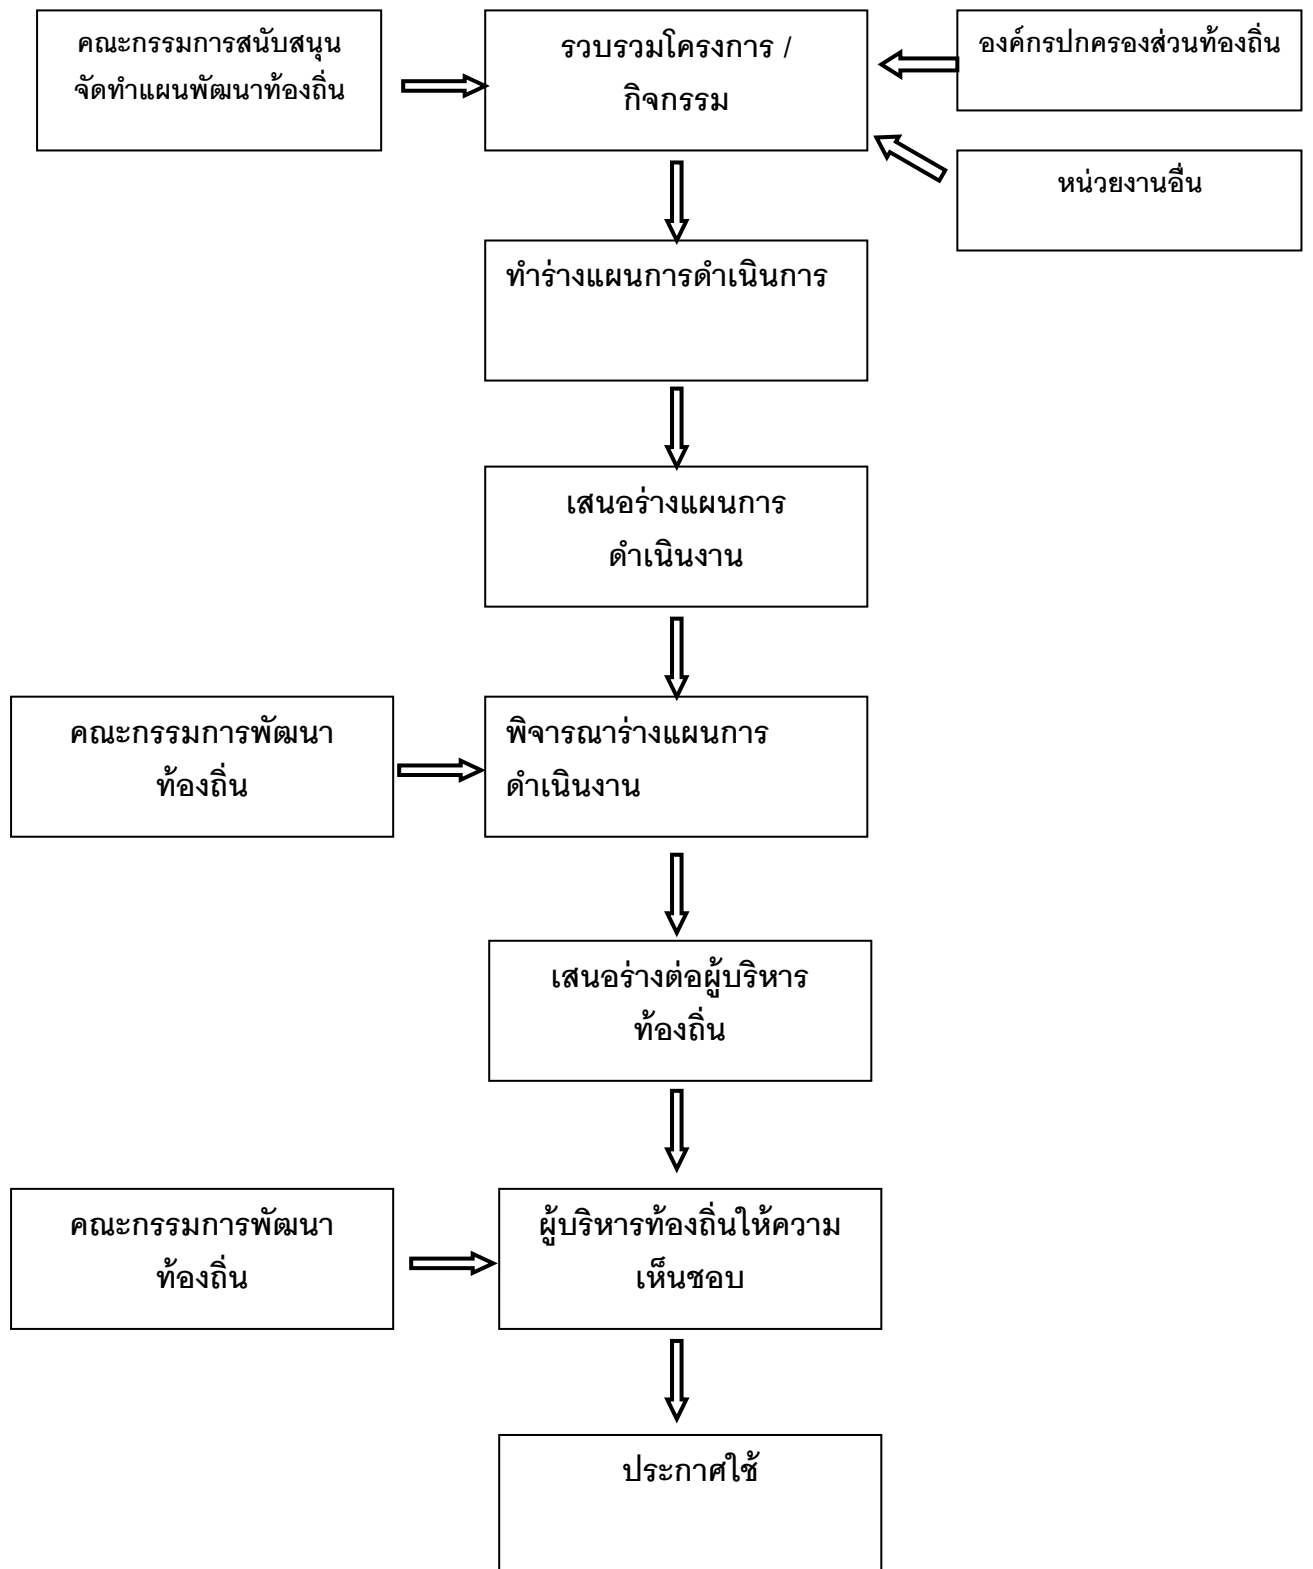 คณะกรรมการสนับสนุน
จัดทำแผนพัฒนาท้องถิ่น
รวบรวมโครงการ /
กิจกรรม
องค์กรปกครองส่วนท้องถิ่น
หน่วยงานอื่น
ทำร่างแผนการดำเนินการ
เสนอร่างแผนการ
ดำเนินงาน
คณะกรรมการพัฒนา
ท้องถิ่น
พิจารณาร่างแผนการ
ดำเนินงาน
เสนอร่างต่อผู้บริหาร
ท้องถิ่น
คณะกรรมการพัฒนา
ท้องถิ่น
ผู้บริหารท้องถิ่นให้ความ
เห็นชอบ
ประกาศใช้